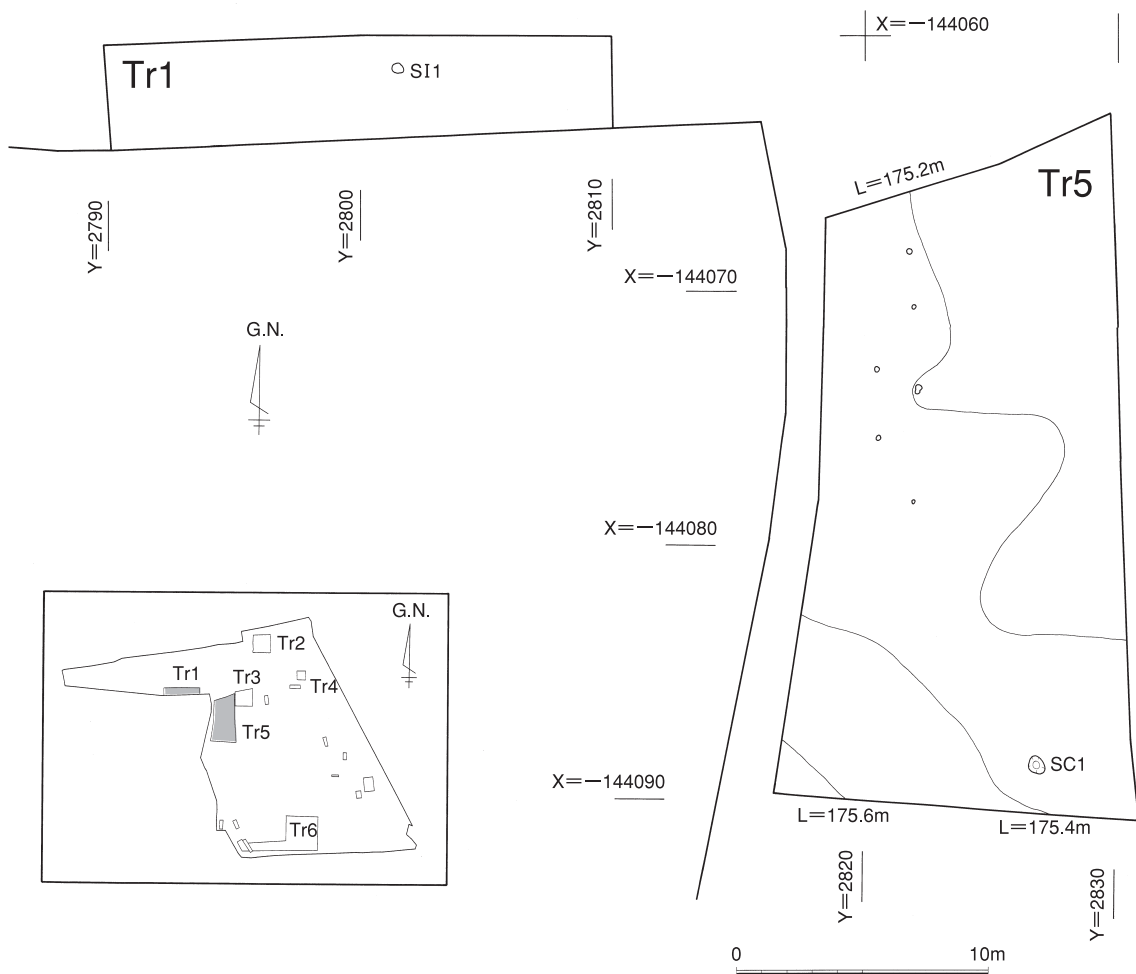 X=−144060
Tr1
SI1
L=175.2m
Tr5
Y=2790
Y=2800
Y=2810
X=−144070
G.N.
X=−144080
G.N.
Tr2
Tr1
Tr3
Tr4
Tr5
Tr6
X=−144090
SC1
L=175.6m
L=175.4m
Y=2820
Y=2830
0
10m